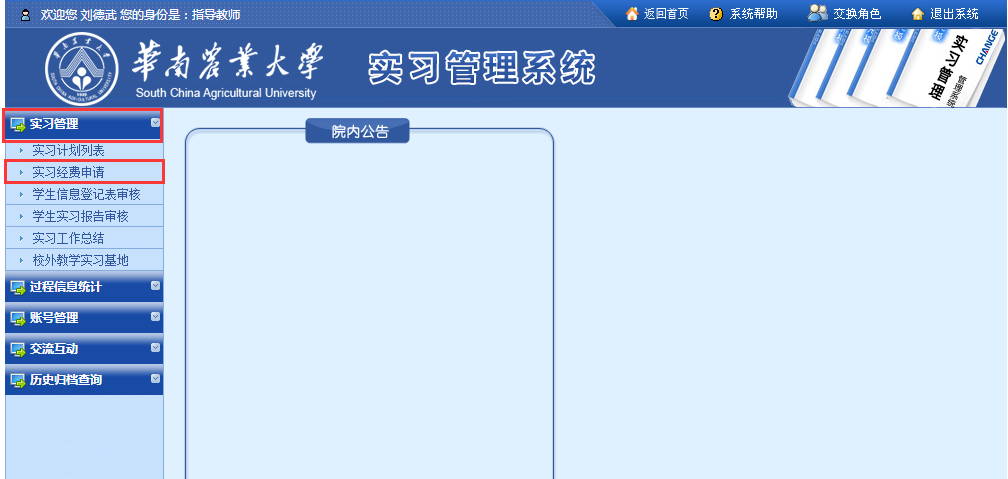 欢迎您 刘德武 您的身份是：指导教师
返回首页 系统帮助 交换角色 退出系统
華南农業大學
South China Agricultural University
实习管理系统
CHANGE
实习管理
实习计划列表
实习经费申请
学生信息登记表审核
学生实习报告审核
实习工作总结
校外教学实习基地
过程信息统计
账号管理
交流互动
历史归档查询
院内公告